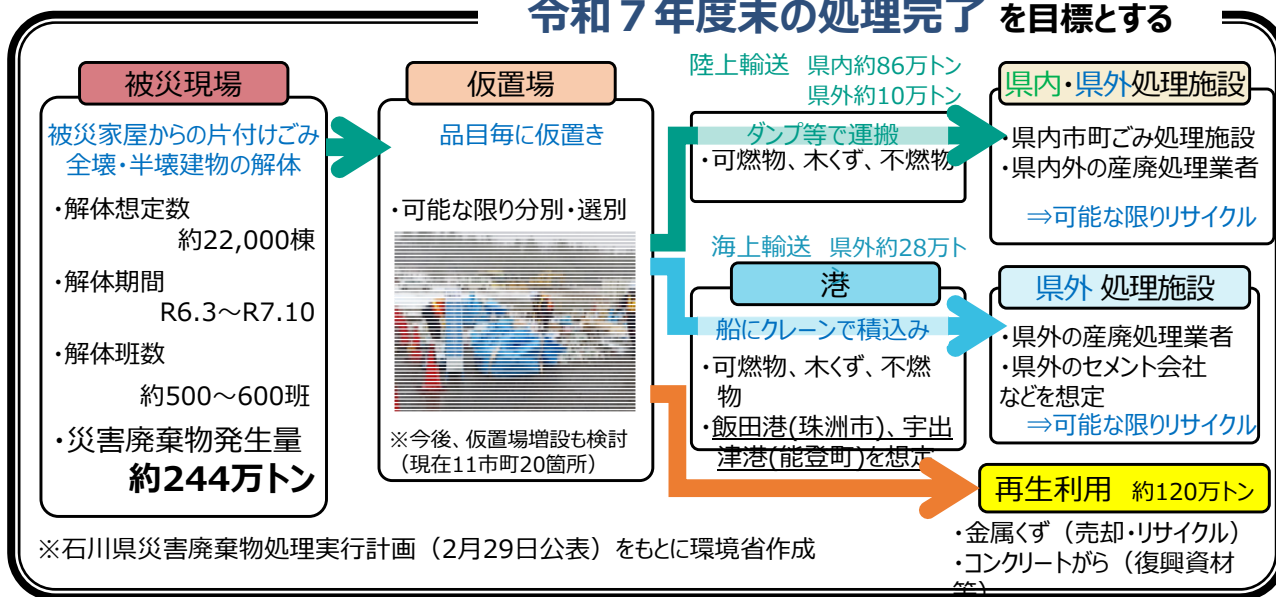 令和７年度末の処理完了 を目標とする
被災現場
被災家屋からの片付けごみ
全壊・半壊建物の解体
・解体想定数
約22,000棟
・解体期間
R6.3～R7.10
・解体班数
約500～600班
・災害廃棄物発生量
約244万トン
仮置場
品目毎に仮置き
・可能な限り分別・選別
※今後、仮置場増設も検討
（現在11市町20箇所）
陸上輸送 県内約86万トン
県外約10万トン
ダンプ等で運搬
・可燃物、木くず、不燃物
海上輸送 県外約28万ト
港
船にクレーンで積込み
・可燃物、木くず、不燃
物
・飯田港(珠洲市)、宇出
津港(能登町)を想定
県内・県外処理施設
・県内市町ごみ処理施設
・県内外の産廃処理業者
⇒可能な限りリサイクル
県外 処理施設
・県外の産廃処理業者
・県外のセメント会社
などを想定
⇒可能な限りリサイクル
再生利用 約120万トン
・金属くず（売却・リサイクル）
・コンクリートがら（復興資材
等）
※石川県災害廃棄物処理実行計画（2月29日公表）をもとに環境省作成